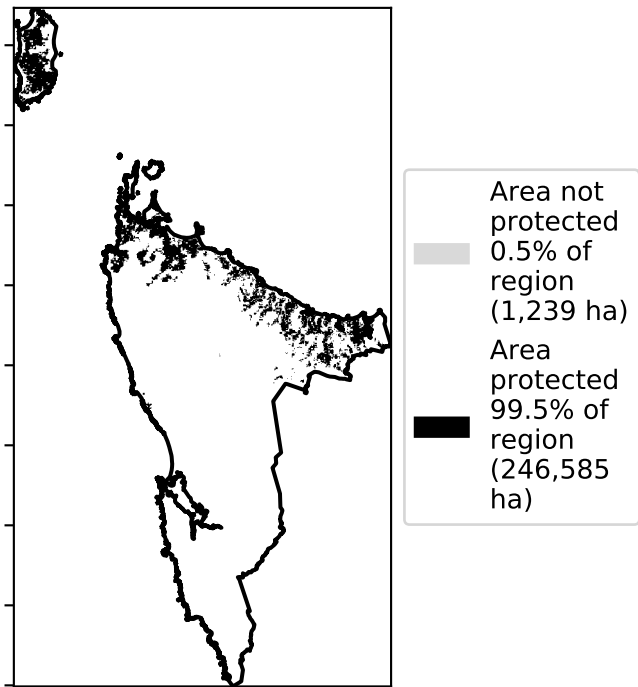 Area not
protected
0.5% of
region
(1,239 ha)
Area
protected
99.5% of
region
(246,585
ha)